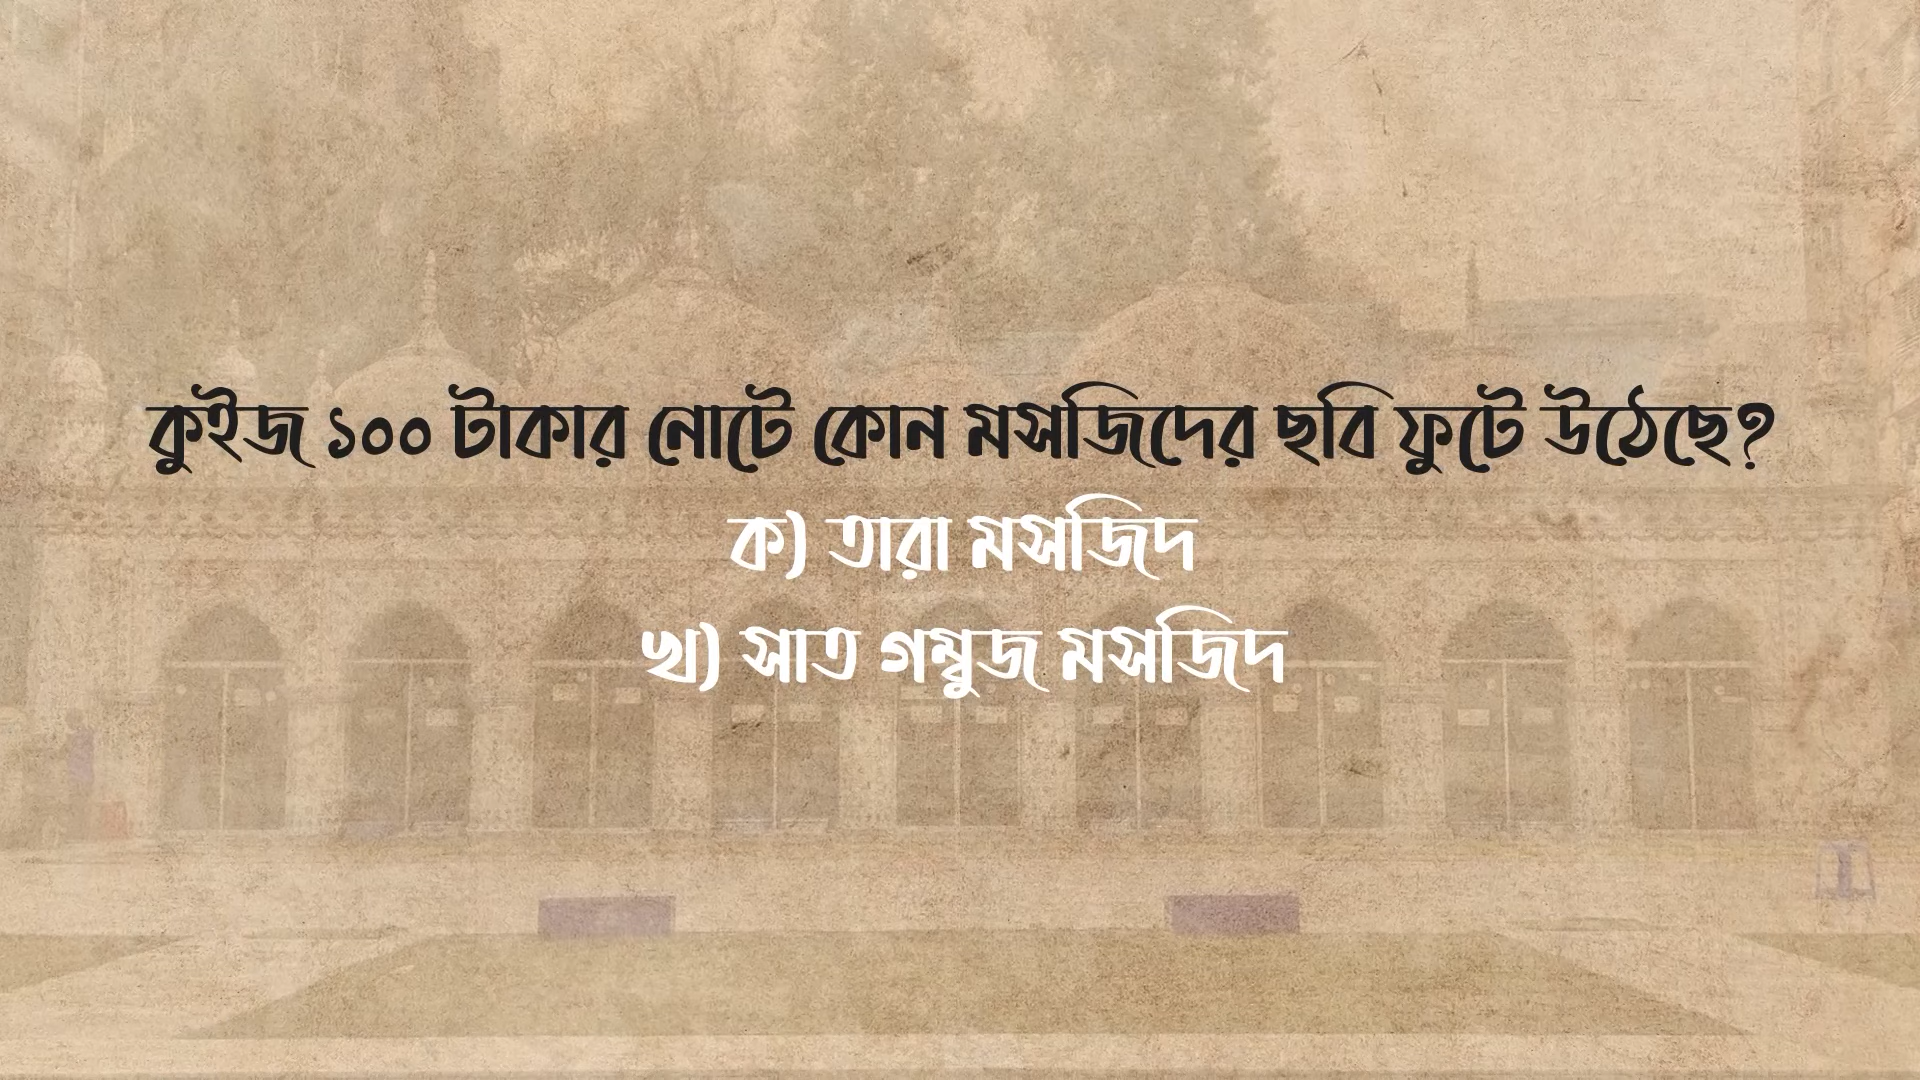 কুইজ ১০০ টাকার নোটে কোন মসজিদের ছবি ফুটে উঠেছে?
ক) তারা মসজিদ
খ) সাত গম্বুজ মসজিদ